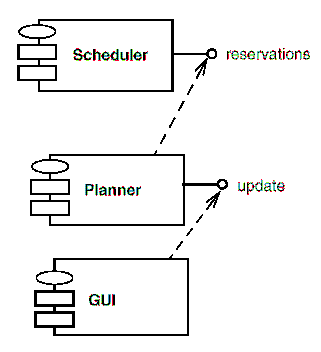 Scheduler
reservations
Planner
update
GUI